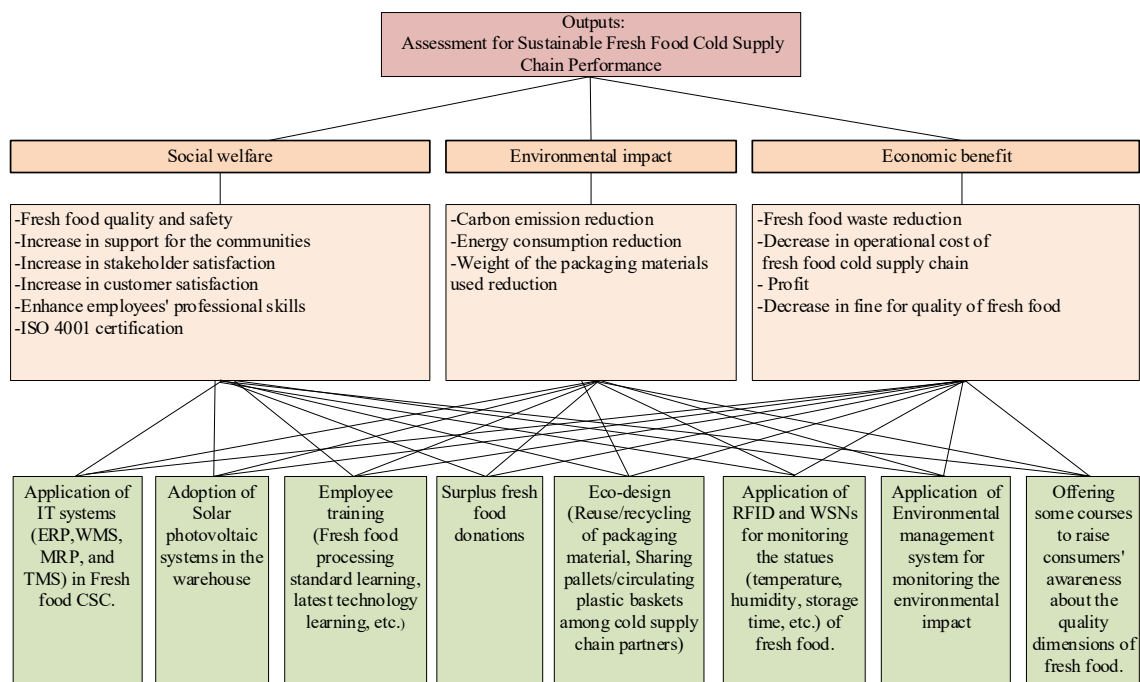 Outputs:
Assessment for Sustainable Fresh Food Cold Supply
Chain Performance
Social welfare
Environmental impact
Economic benefit
-Fresh food quality and safety
-Increase in support for the communities
-Increase in stakeholder satisfaction
-Increase in customer satisfaction
-Enhance employees' professional skills
-ISO 4001 certification
-Carbon emission reduction
-Energy consumption reduction
-Weight of the packaging materials
used reduction
-Fresh food waste reduction
-Decrease in operational cost of
fresh food cold supply chain
- Profit
-Decrease in fine for quality of fresh food
Application of
IT systems
(ERP,WMS,
MRP, and
TMS) in Fresh
food CSC.
Adoption of
Solar
photovoltaic
systems in the
warehouse
Employee
training
(Fresh food
processing
standard learning,
latest technology
learning, etc.)
Surplus fresh
food
donations
Eco-design
(Reuse/recycling
of packaging
material, Sharing
pallets/circulating
plastic baskets
among cold supply
chain partners)
Application of
RFID and WSNs
for monitoring
the statues
(temperature,
humidity, storage
time, etc.) of
fresh food.
Application of
Environmental
management
system for
monitoring the
environmental
impact
Offering
some courses
to raise
consumers'
awareness
about the
quality
dimensions of
fresh food.